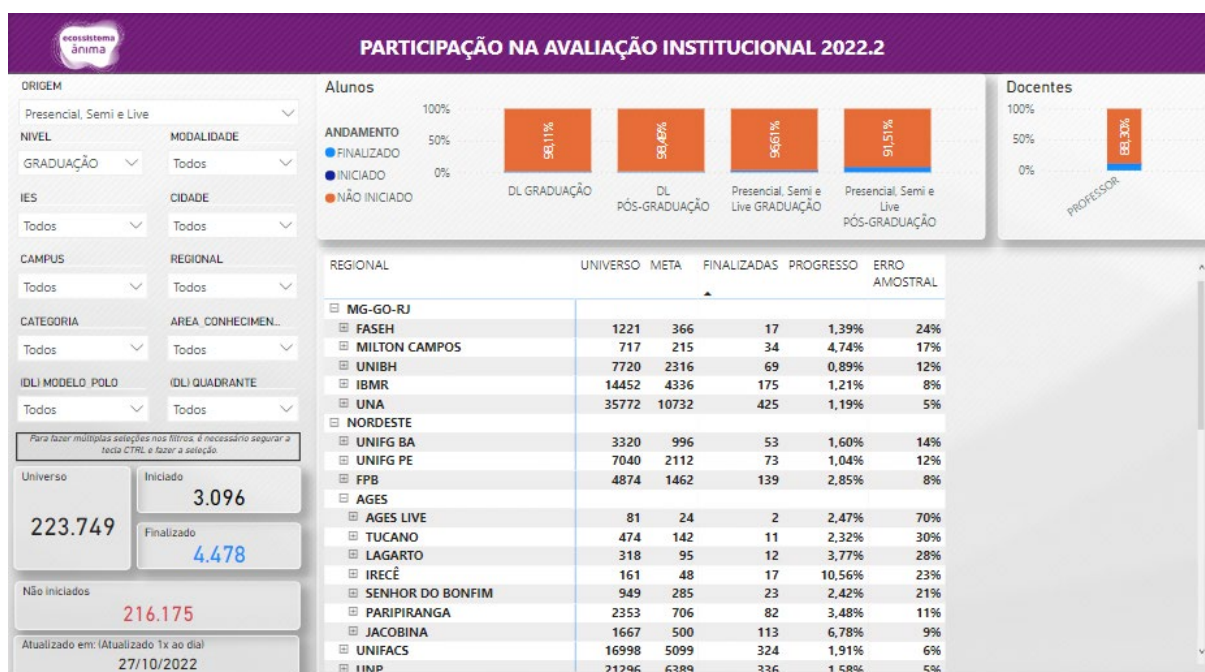 ecossistema
ânima
PARTICIPAÇÃO NA AVALIAÇÃO INSTITUCIONAL 2022.2
ORIGEM
Presencial, Semi e Live
NIVEL MODALIDADE
GRADUAÇÃO Todos
IES CIDADE
Todos Todos
CAMPUS REGIONAL
Todos Todos
CATEGORIA AREA_CONHECIMEN...
Todos Todos
(DL) MODELO_POLO (DL) QUADRANTE
Todos Todos
Para fazer múltiplas seleções nos filtros, é necessário segurar a
tecla CTRL e fazer a seleção.
Universo
223.749
Iniciado
3.096
Finalizado
4.478
Não iniciados
216.175
Atualizado em: (Atualizado 1x ao dia)
27/10/2022
Alunos
ANDAMENTO
FINALIZADO
INICIADO
NÃO INICIADO
100%
50%
0%
98,11%
98,49%
96,61%
91,51%
DL GRADUAÇÃO
DL
PÓS-GRADUAÇÃO
Presencial, Semi e
Live GRADUAÇÃO
Presencial, Semi e
Live
PÓS-GRADUAÇÃO
Docentes
100%
50%
0%
88,30%
PROFESSOR
REGIONAL UNIVERSO META FINALIZADAS PROGRESSO ERRO
AMOSTRAL
MG-GO-RJ
FASEH 1221 366 17 1,39% 24%
MILTON CAMPOS 717 215 34 4,74% 17%
UNIBH 7720 2316 69 0,89% 12%
IBMR 14452 4336 175 1,21% 8%
UNA 35772 10732 425 1,19% 5%
NORDESTE
UNIFG BA 3320 996 53 1,60% 14%
UNIFG PE 7040 2112 73 1,04% 12%
FPB 4874 1462 139 2,85% 8%
AGES
AGES LIVE 81 24 2 2,47% 70%
TUCANO 474 142 11 2,32% 30%
LAGARTO 318 95 12 3,77% 28%
IRECÊ 161 48 17 10,56% 23%
SENHOR DO BONFIM 949 285 23 2,42% 21%
PARIPIRANGA 2353 706 82 3,48% 11%
JACOBINA 1667 500 113 6,78% 9%
UNIFACS 16998 5099 324 1,91% 6%
UNP 21296 6389 336 1,58% 5%